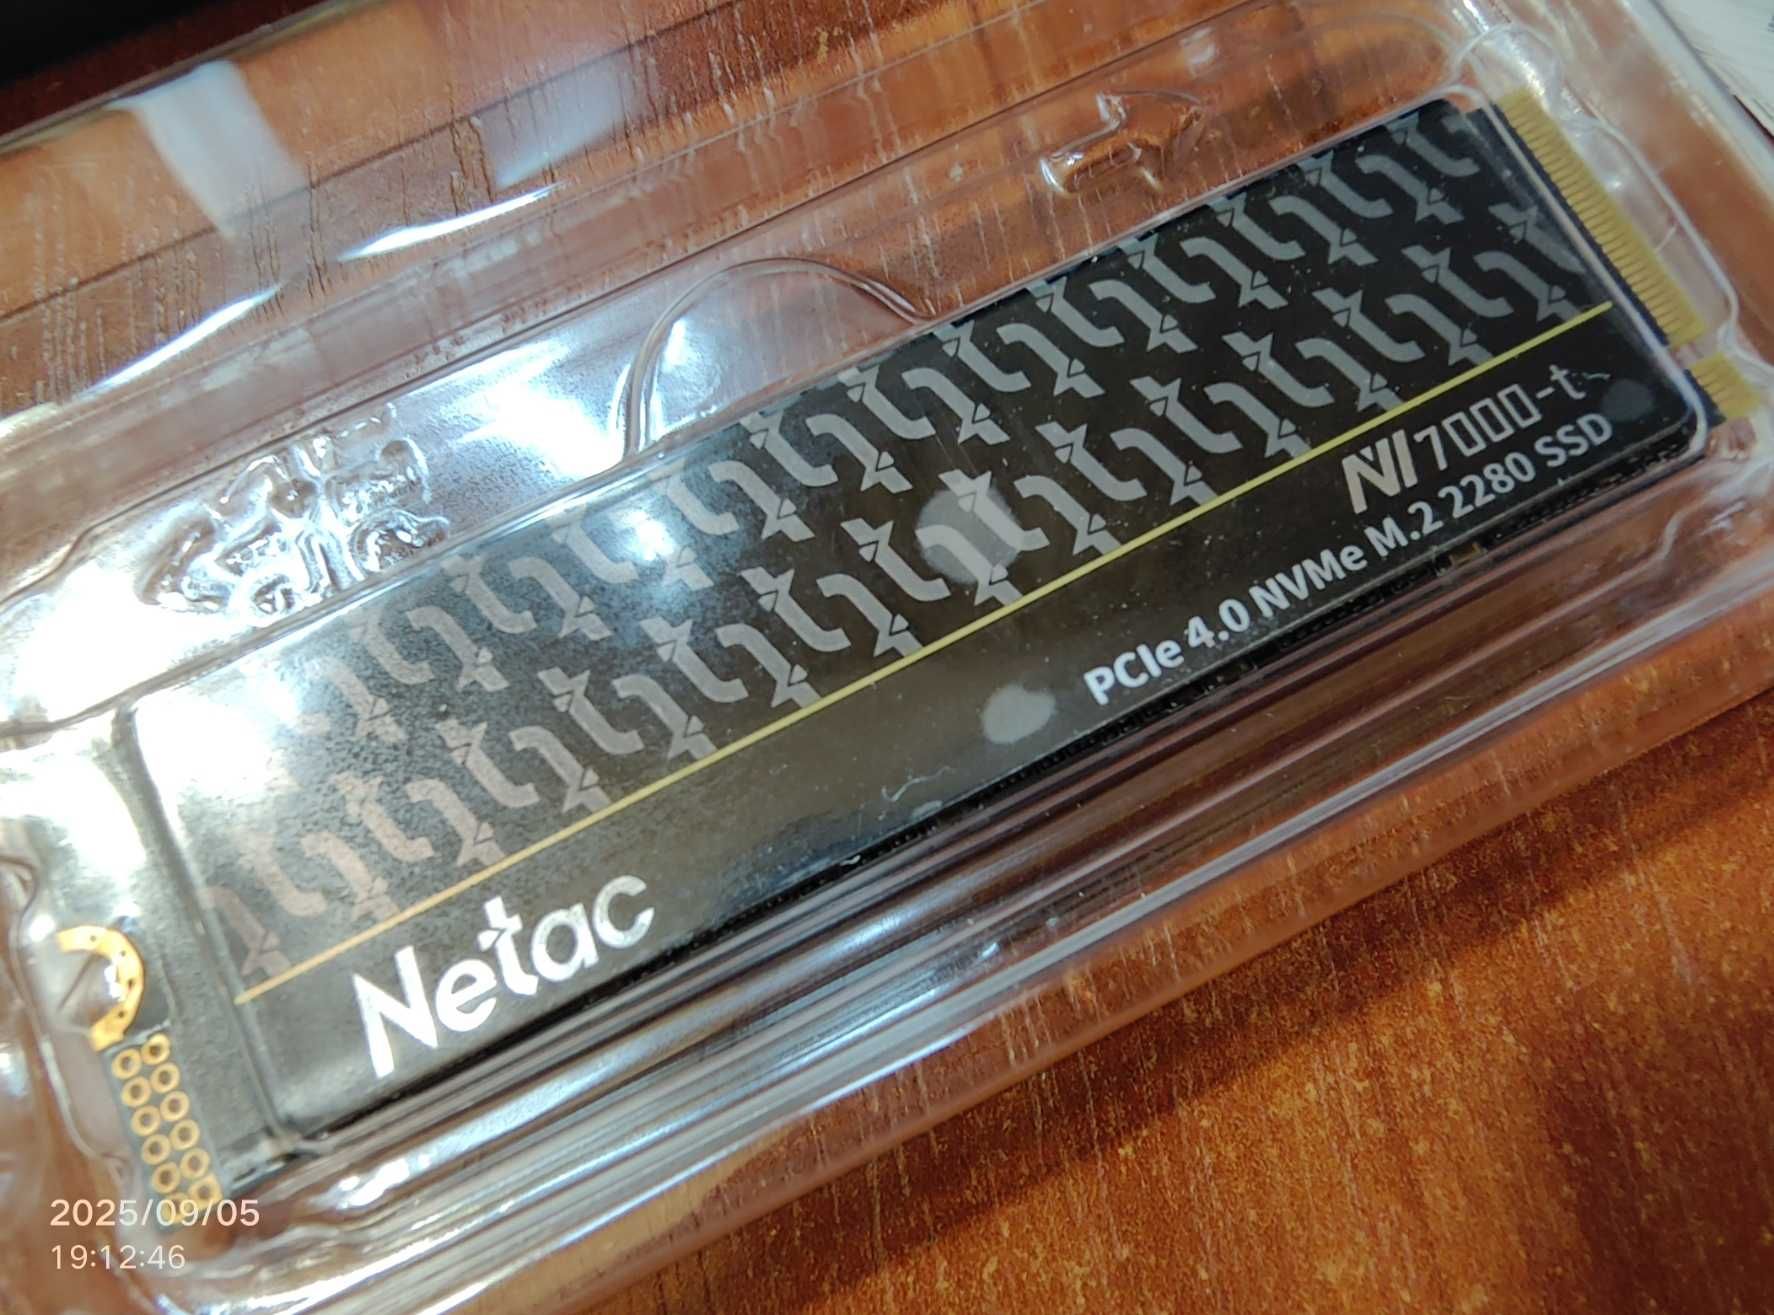 NV7000-t
PCIe 4.0 NVMe M.2 2280 SSD
Netac
2025/09/05
19:12:46